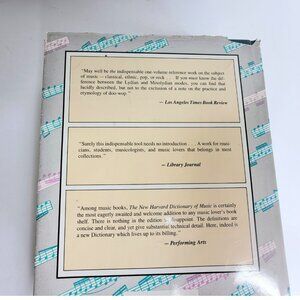 "May well be the indispensable one-volume reference work on the subject
of music – classical, ethnic, pop, or rock . . . If you must know the dif-
ference between the Lydian and Mixolydian modes, you can find that
lucidly described, but not to the exclusion of a note on the practice and
etymology of doo-wop."
— Los Angeles Times Book Review
"Surely this indispensable tool needs no introduction . . . A work for musi-
cians, students, musicologists, and music lovers that belongs in most
collections."
— Library Journal
"Among music books, The New Harvard Dictionary of Music is certainly
the most eagerly awaited and welcome addition to any music lover's book
shelf. There is nothing in the edition disappoint. The definitions are
concise and clear, and yet give substantial technical detail. Here, indeed is
a new Dictionary which lives up to its billing."
— Performing Arts